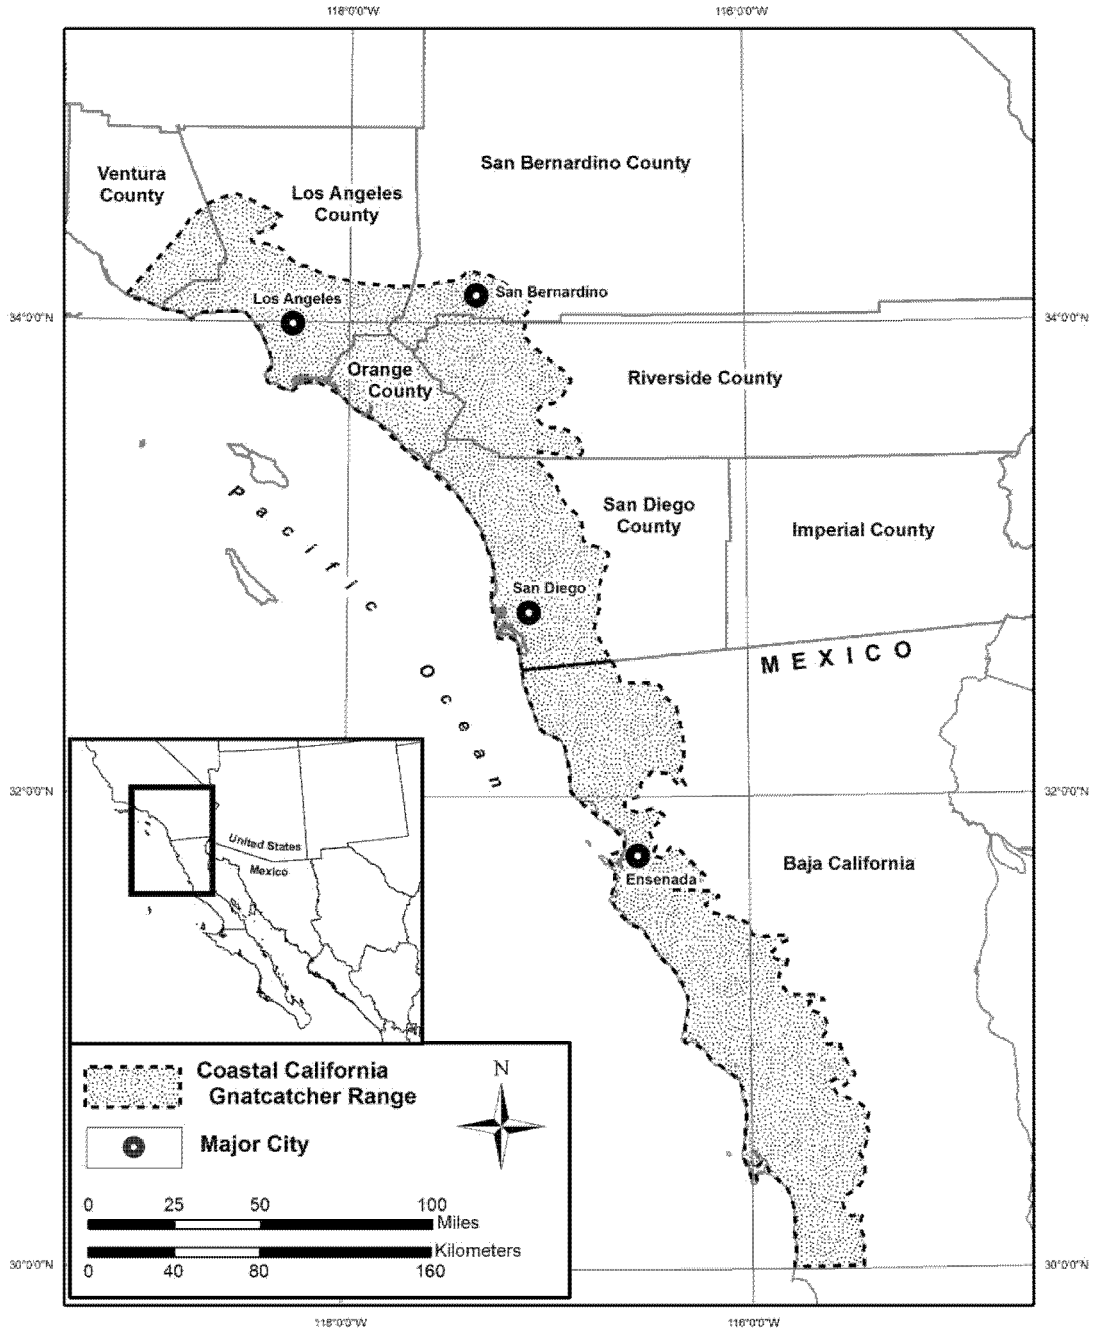 118°0'0"W
116°0'0"W
San Bernardino County
Ventura
County
Los Angeles
County
San Bernardino
Los Angeles
34°0'0"N
34°0'0"N
Orange
County
Riverside County
Pacific
San Diego
County
Imperial County
San Diego
MEXICO
Ocean
32°0'0"N
32°0'0"N
United States
Mexico
Baja California
Ensenada
Coastal California
Gnatcatcher Range
N
Major City
0 25 50 100
Miles
Kilometers
0 40 80 160
30°0'0"N
30°0'0"N
118°0'0"W
116°0'0"W